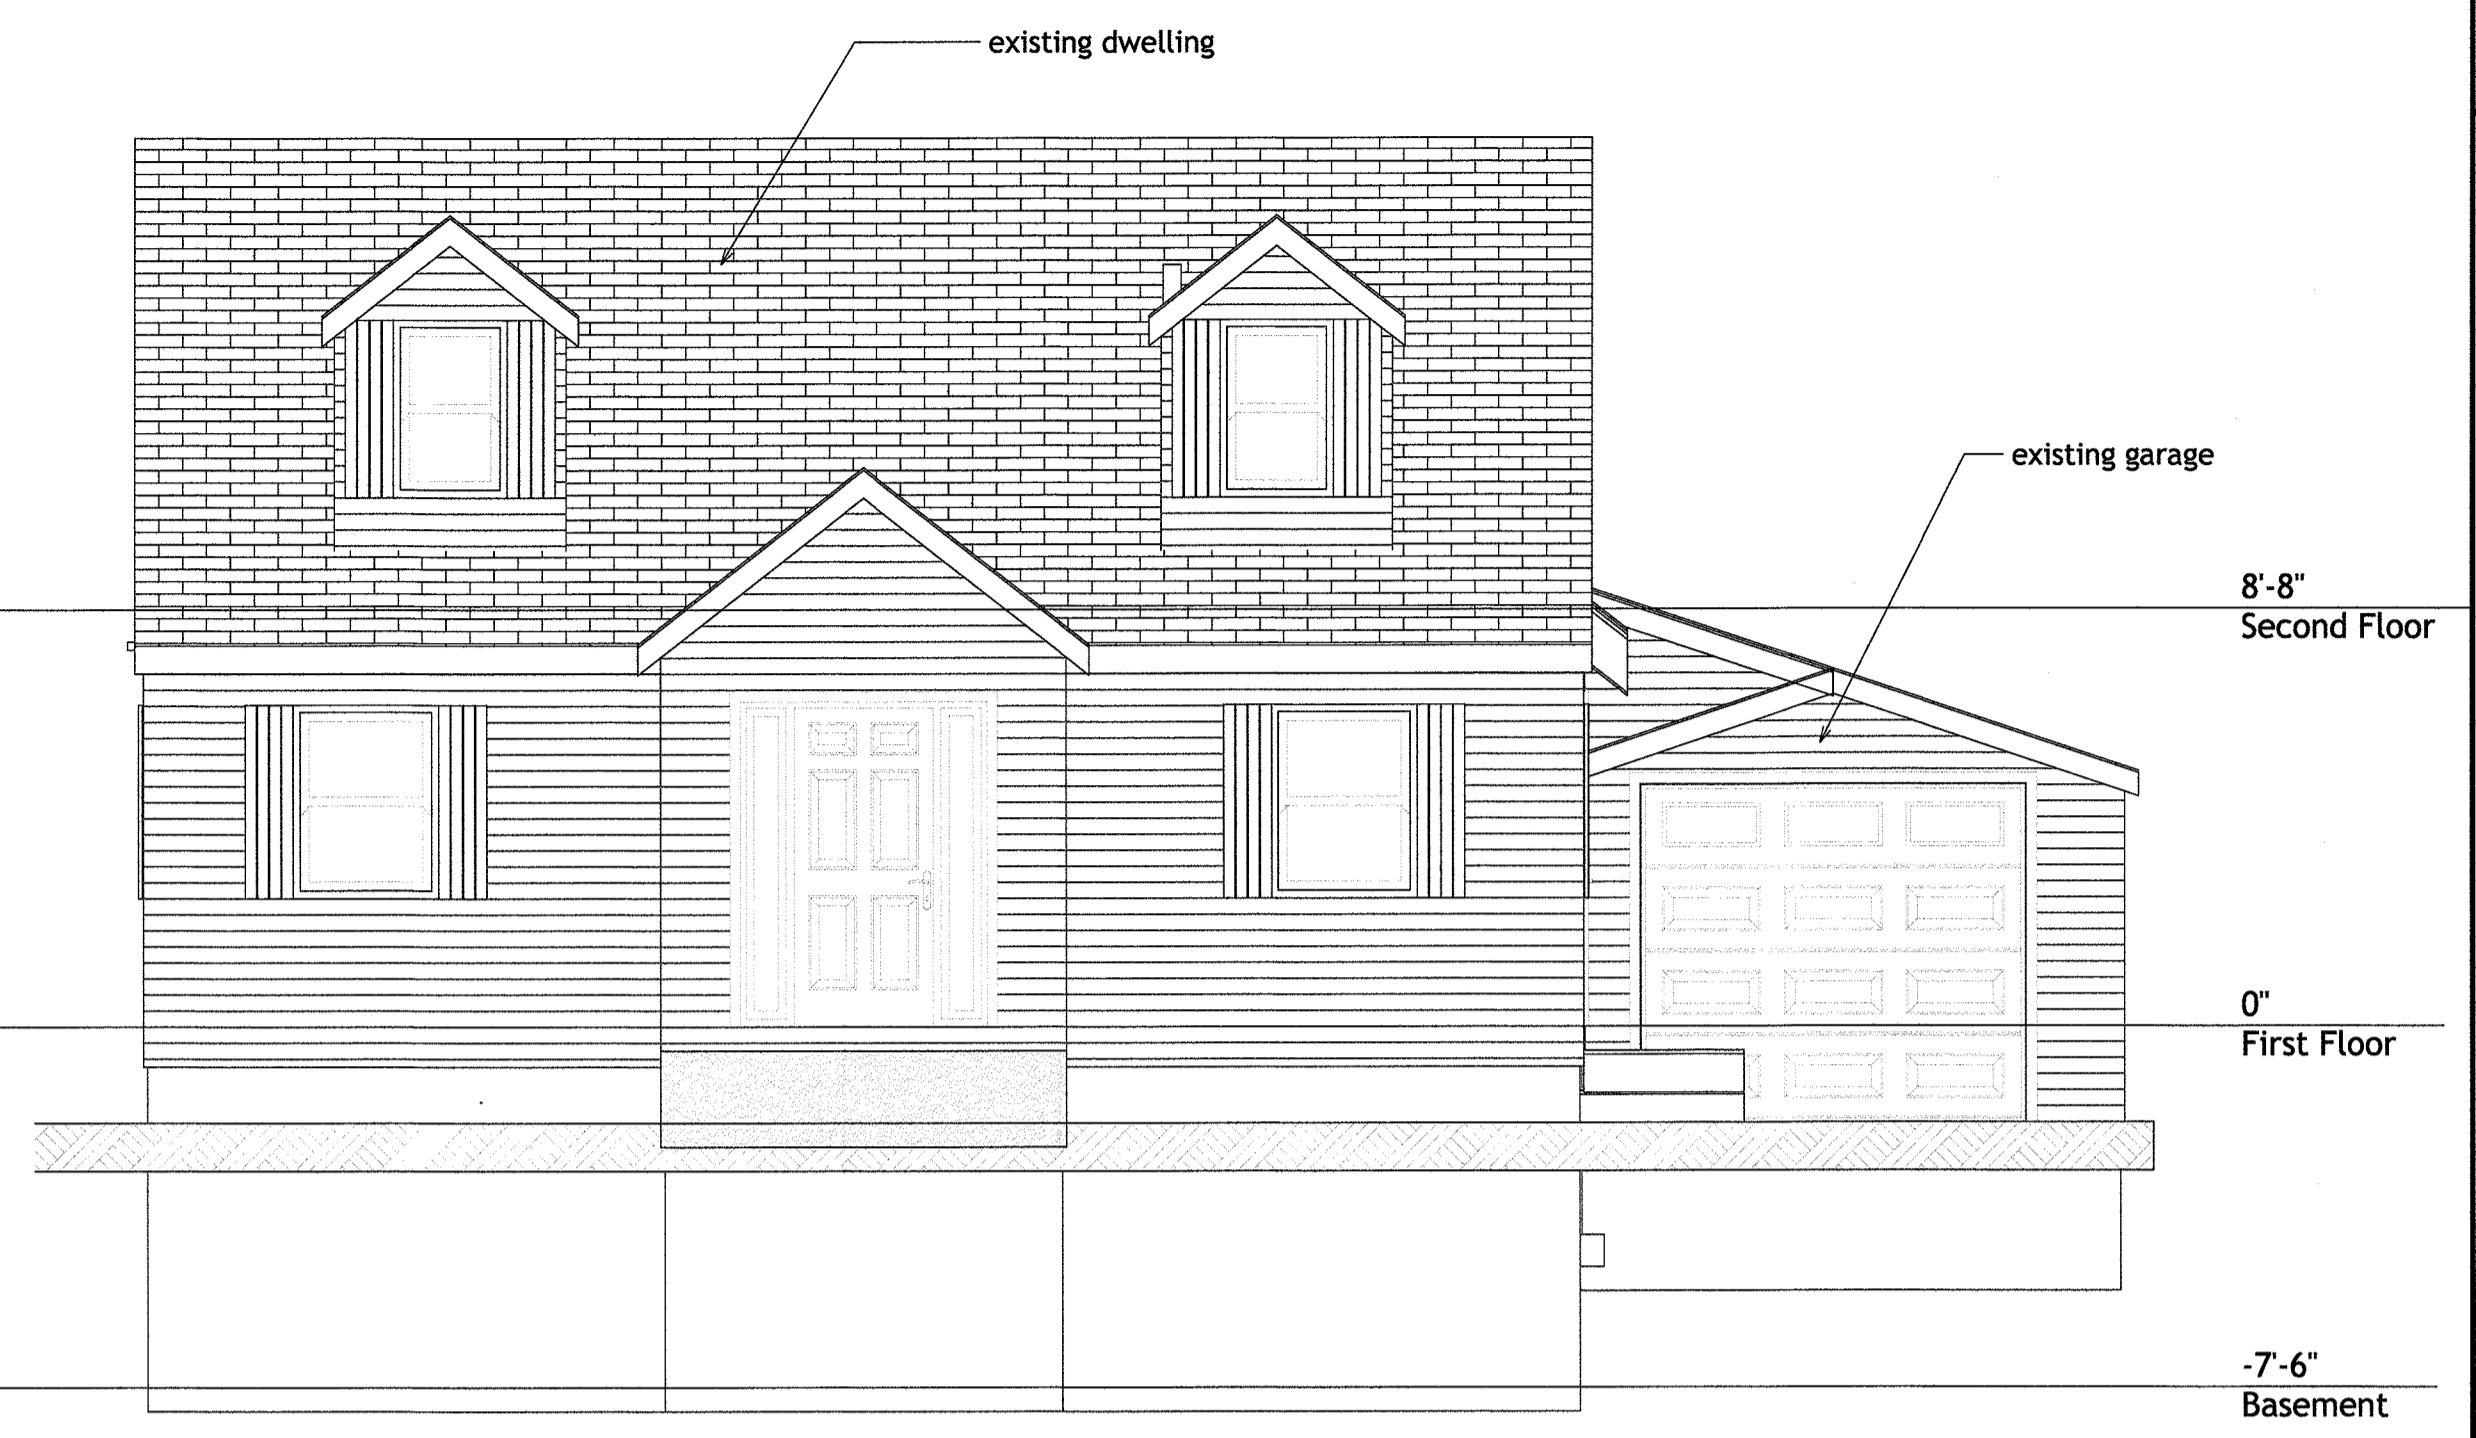 existing dwelling
existing garage
8'-8"
Second Floor
0"
First Floor
-7'-6"
Basement